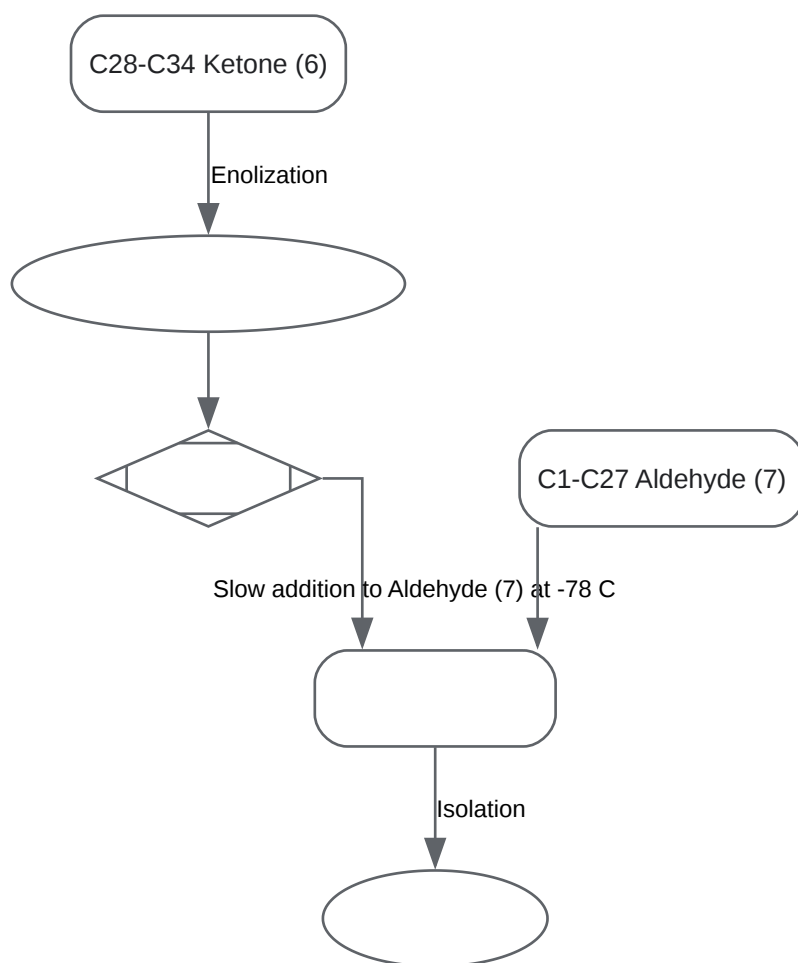 C28-C34 Ketone (6)
Enolization
C1-C27 Aldehyde (7)
Slow addition to Aldehyde (7) at -78 C
Isolation